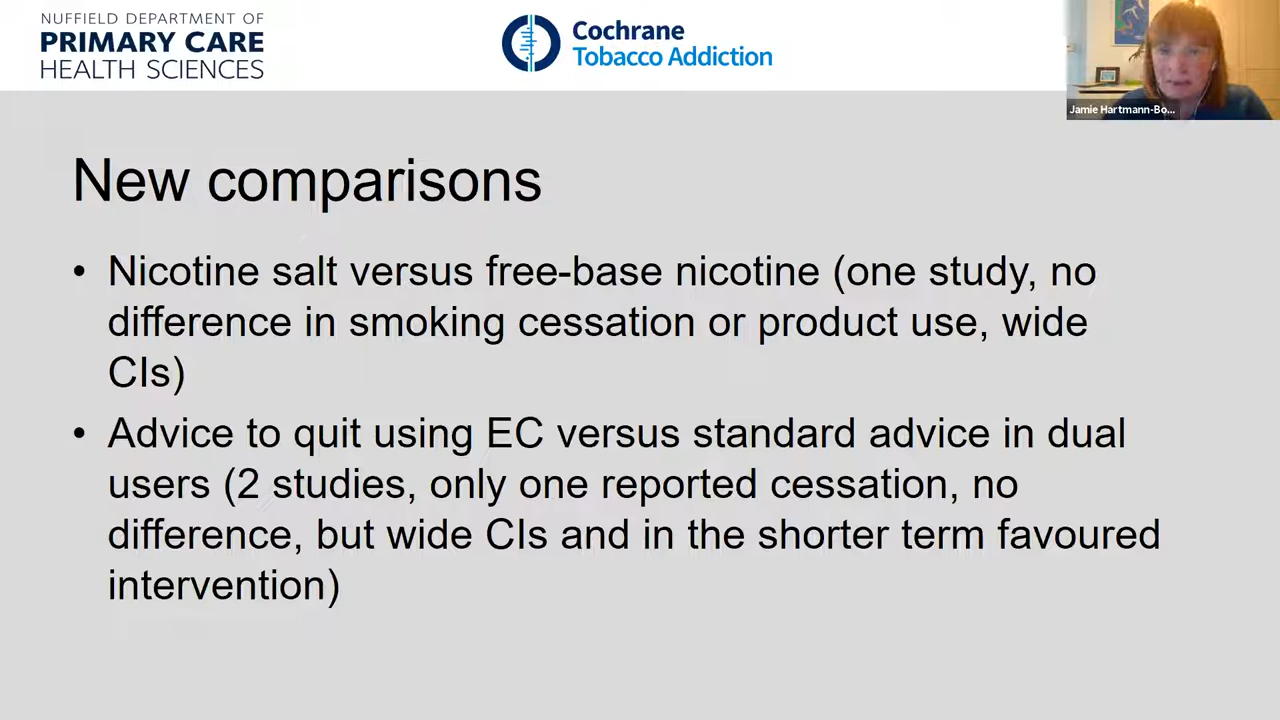 NUFFIELD DEPARTMENT OF
PRIMARY CARE
HEALTH SCIENCES
Cochrane
Tobacco Addiction
Jamie Hartmann-Bo...
New comparisons
• Nicotine salt versus free-base nicotine (one study, no
difference in smoking cessation or product use, wide
CIs)
• Advice to quit using EC versus standard advice in dual
users (2 studies, only one reported cessation, no
difference, but wide CIs and in the shorter term favoured
intervention)